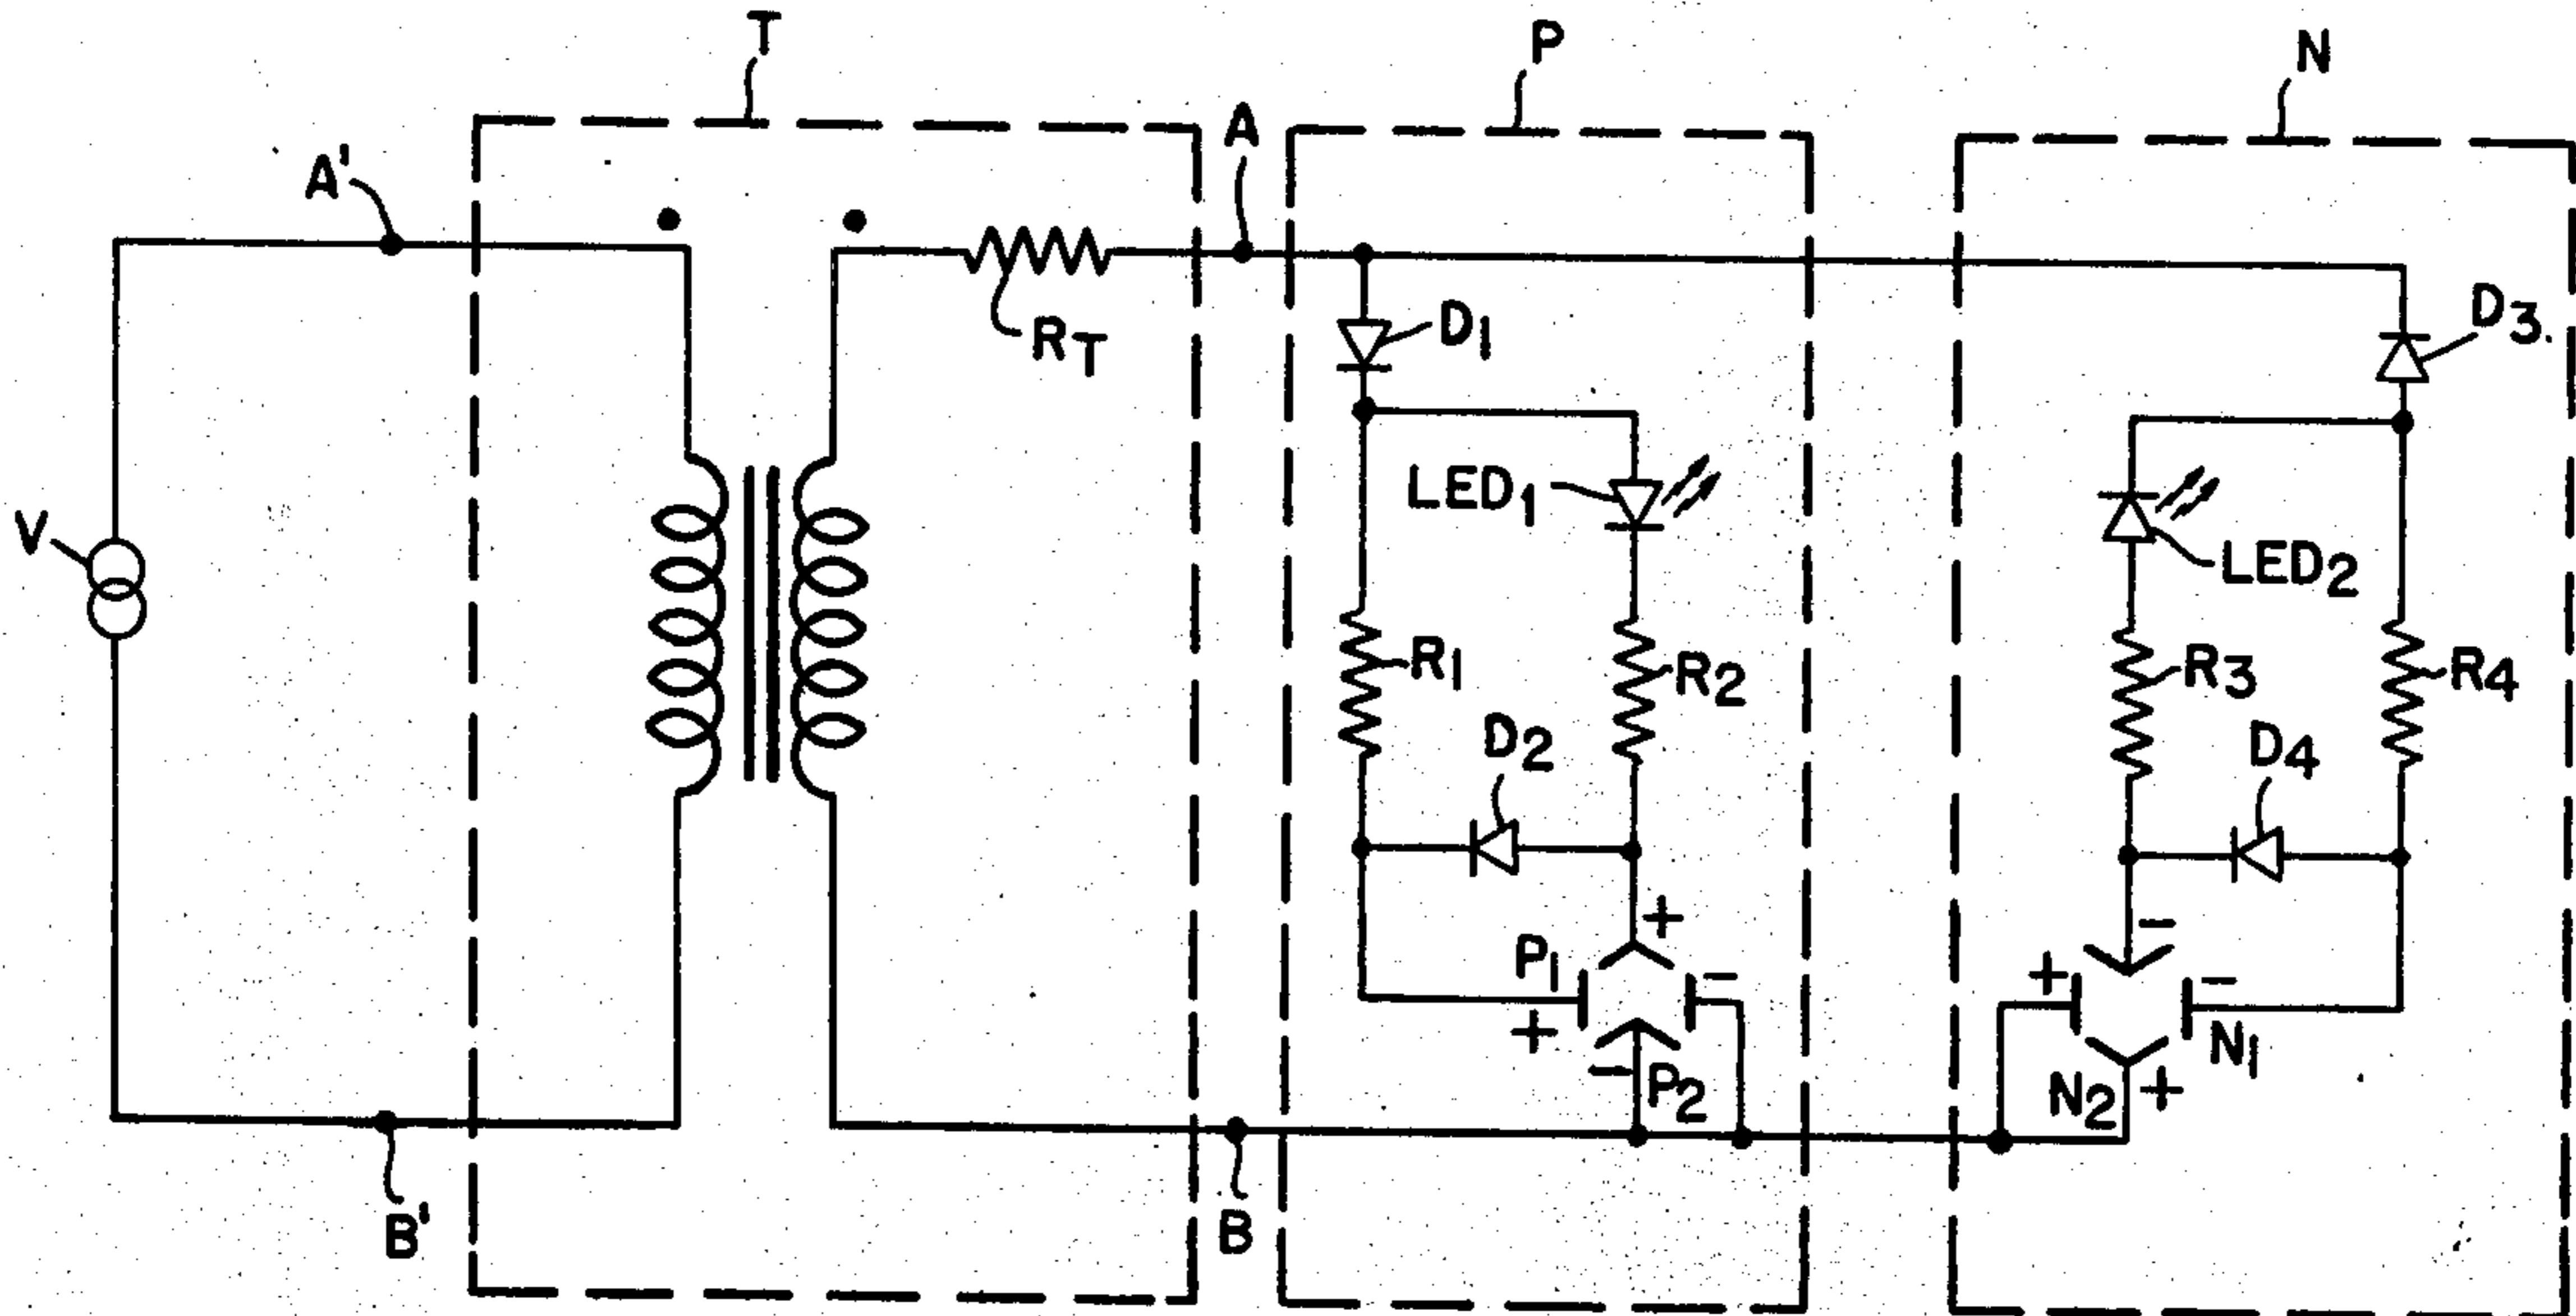 T
P
N
A'
A
D1
D3.
RT
LED1
V
LED2
R1
R2
R3
R4
D2
D4
+
-
P1
-
+
-
+
- P2
N1
N2 +
B'
B